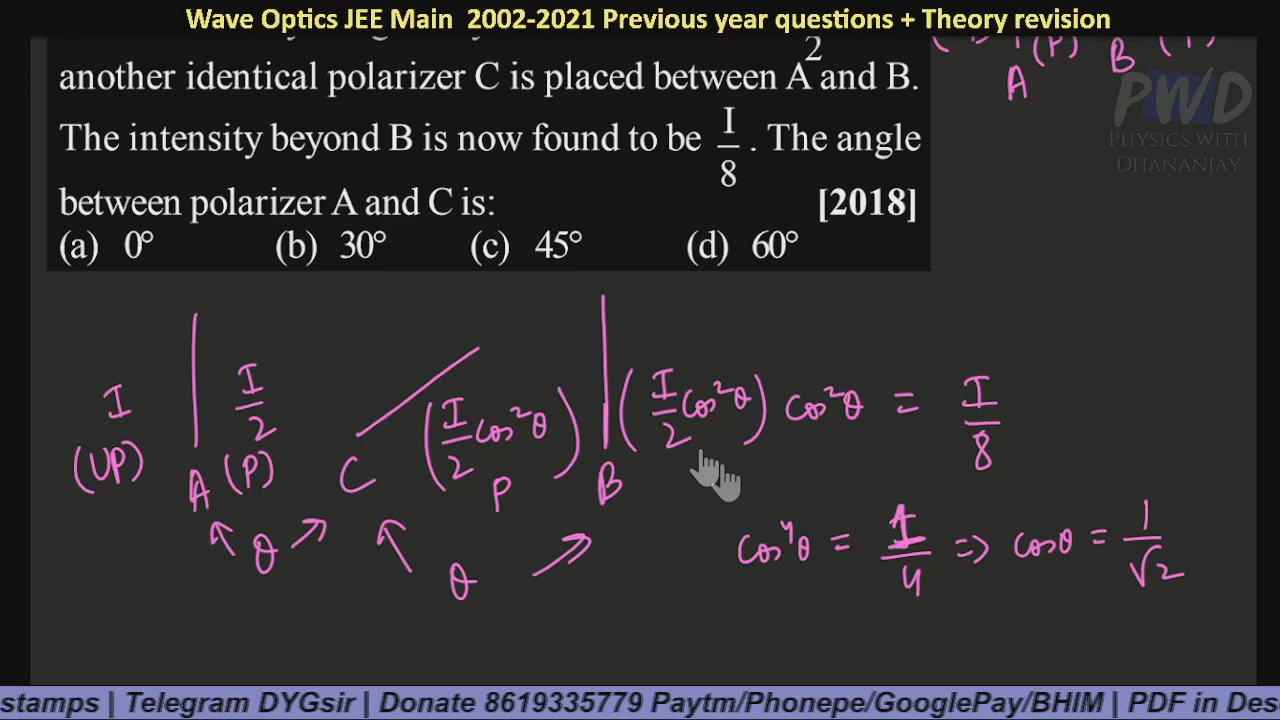 Wave Optics JEE Main 2002-2021 Previous year questions + Theory revision
2
another identical polarizer C is placed between A and B.
The intensity beyond B is now found to be I/8. The angle
between polarizer A and C is: [2018]
(a) 0° (b) 30° (c) 45° (d) 60°
A (P) B
PWD
PHYSICS WITH
DHANANJAY
I (UP) A I/2 (P) C (I/2 cos²θ) P B (I/2 cos²θ) cos²θ = I/8
θ θ
cos⁴θ = 1/4 => cosθ = 1/√2
stamps | Telegram DYGsir | Donate 8619335779 Paytm/Phonepe/GooglePay/BHIM | PDF in Des